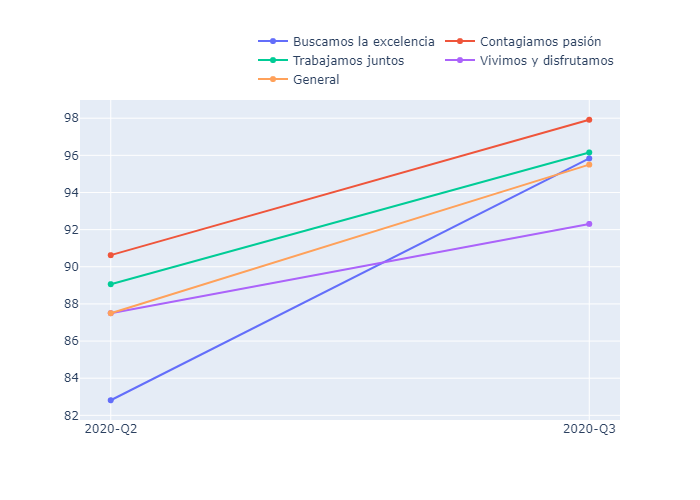 Buscamos la excelencia Contagiamos pasión
Trabajamos juntos Vivimos y disfrutamos
General
98
96
94
92
90
88
86
84
82
2020-Q2 2020-Q3